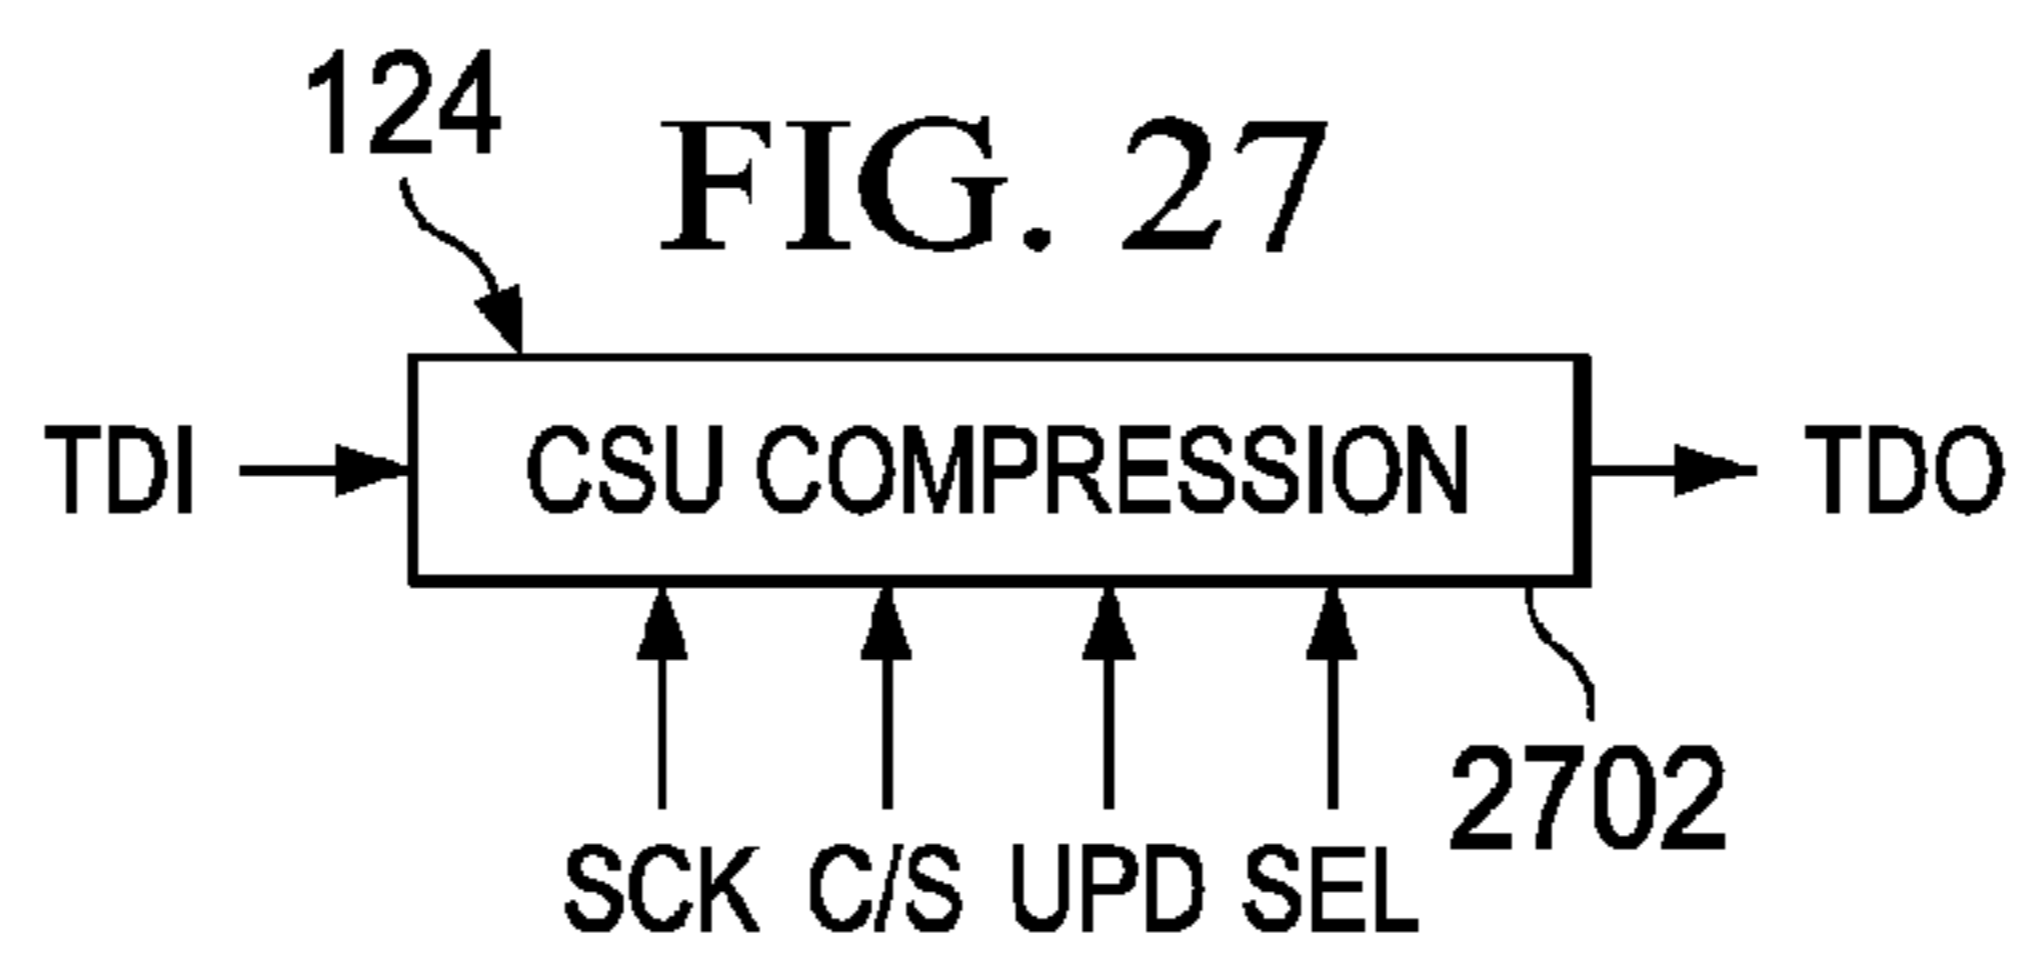 124
FIG. 27
TDI CSU COMPRESSION TDO
2702
SCK C/S UPD SEL